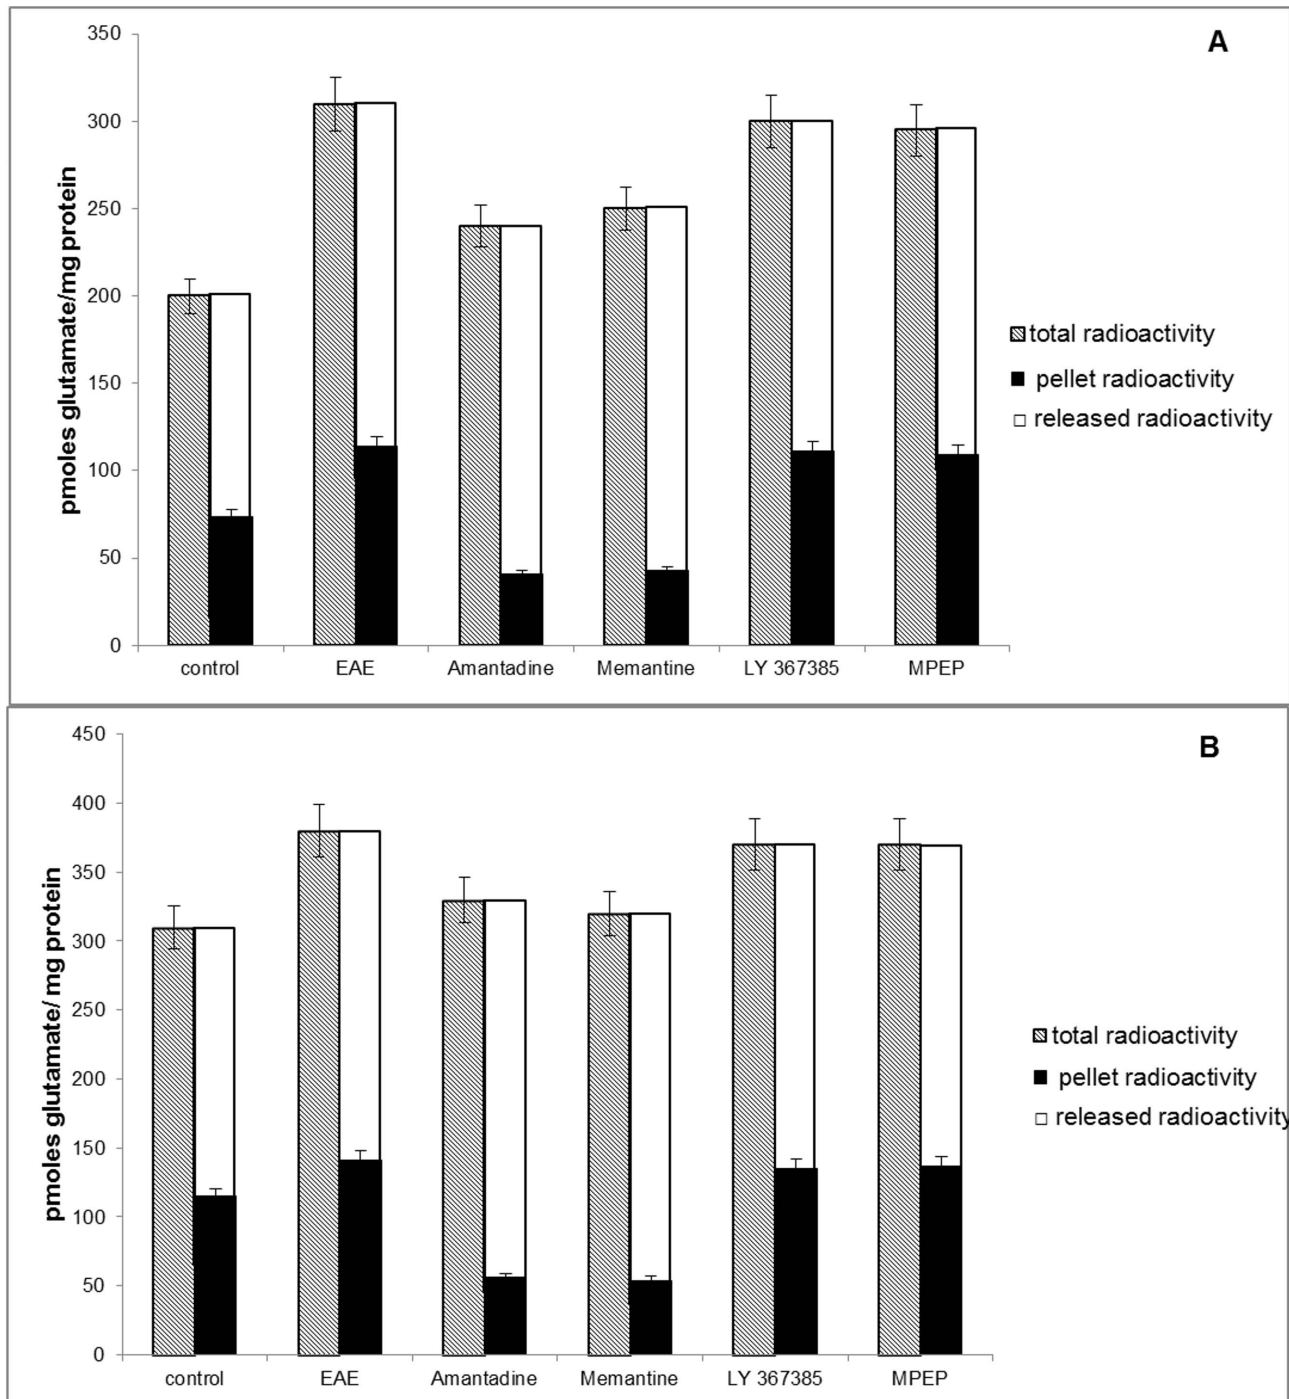 A
350
300
250
200
150
100
50
0
pmoles glutamate/mg protein
control EAE Amantadine Memantine LY 367385 MPEP
total radioactivity
pellet radioactivity
released radioactivity
B
450
400
350
300
250
200
150
100
50
0
pmoles glutamate/ mg protein
control EAE Amantadine Memantine LY 367385 MPEP
total radioactivity
pellet radioactivity
released radioactivity